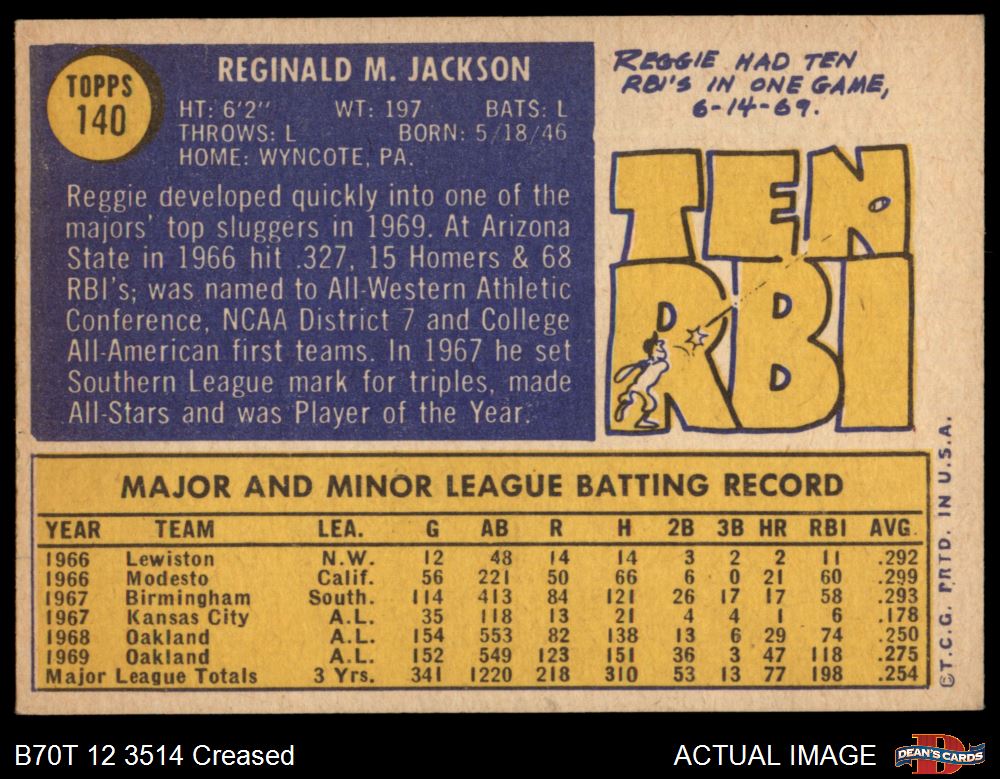 TOPPS
140
REGINALD M. JACKSON
HT: 6'2" WT: 197 BATS: L
THROWS: L BORN: 5/18/46
HOME: WYNCOTE, PA.
Reggie developed quickly into one of the
majors' top sluggers in 1969. At Arizona
State in 1966 hit .327, 15 Homers & 68
RBI's; was named to All-Western Athletic
Conference, NCAA District 7 and College
All-American first teams. In 1967 he set
Southern League mark for triples, made
All-Stars and was Player of the Year.
REGGIE HAD TEN
RBI'S IN ONE GAME,
6-14-69.
TEN
RBI
MAJOR AND MINOR LEAGUE BATTING RECORD
YEAR TEAM LEA. G AB R H 2B 3B HR RBI AVG.
1966 Lewiston N.W. 12 48 14 14 3 2 2 11 .292
1966 Modesto Calif. 56 221 50 66 6 0 21 60 .299
1967 Birmingham South. 114 413 84 121 26 17 17 58 .293
1967 Kansas City A.L. 35 118 13 21 4 4 1 6 .178
1968 Oakland A.L. 154 553 82 138 13 6 29 74 .250
1969 Oakland A.L. 152 549 123 151 36 3 47 118 .275
Major League Totals 3 Yrs. 341 1220 218 310 53 13 77 198 .254
©T.C.G. PRTD. IN U.S.A.
B70T 12 3514 Creased
ACTUAL IMAGE
D
DEAN'S CARDS